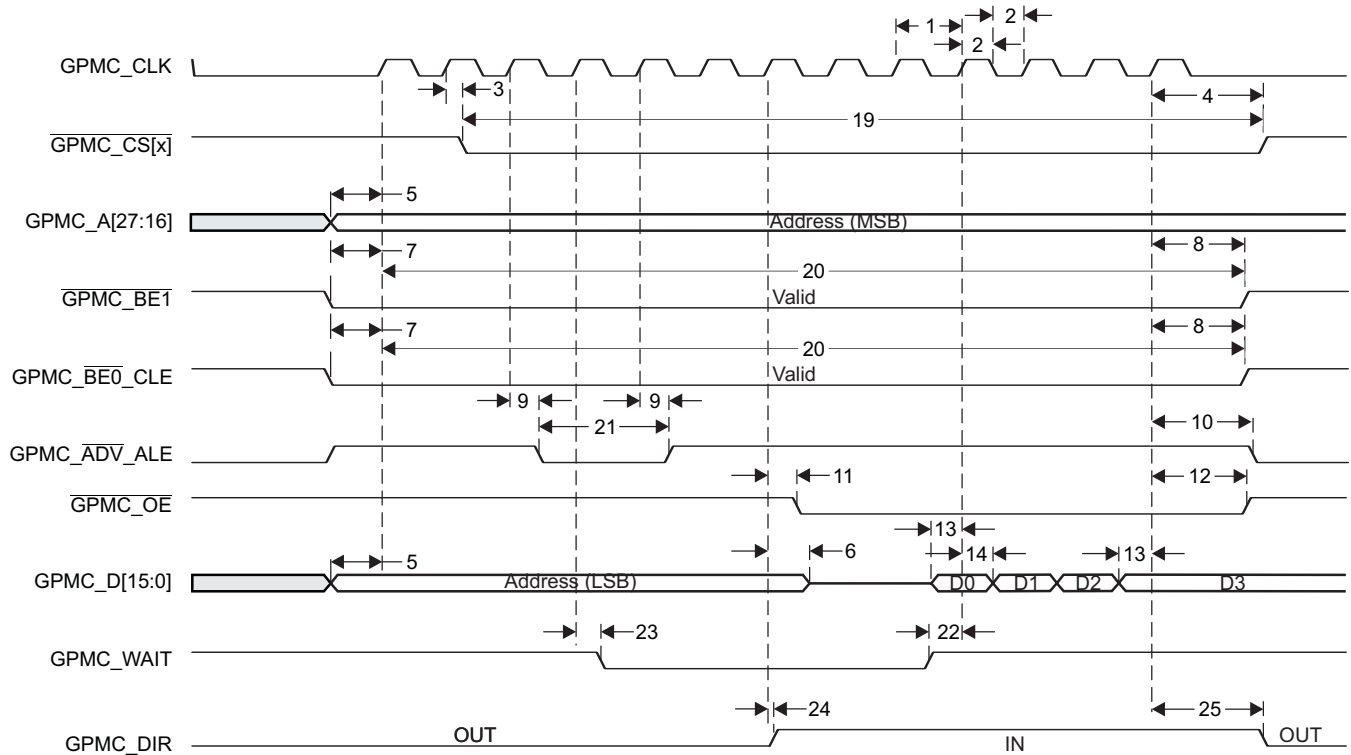 1 2
GPMC_CLK 2
3 4
19
GPMC_CS[x]
5
GPMC_A[27:16] Address (MSB)
7 8
20
GPMC_BE1 Valid
7 8
20
GPMC_BE0_CLE Valid
9 9
21 10
GPMC_ADV_ALE
11 12
GPMC_OE
13
5 6 14 13
GPMC_D[15:0] Address (LSB) D0 D1 D2 D3
23 22
GPMC_WAIT
24 25
GPMC_DIR OUT IN OUT